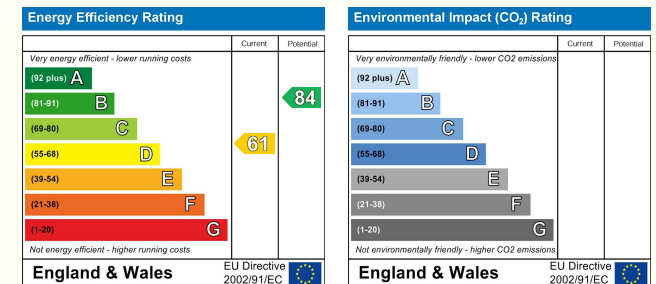 Energy Efficiency Rating
Current Potential
Very energy efficient - lower running costs
(92 plus) A
(81-91) B
(69-80) C
(55-68) D
(39-54) E
(21-38) F
(1-20) G
84
61
Not energy efficient - higher running costs
England & Wales
EU Directive
2002/91/EC
Environmental Impact (CO₂) Rating
Current Potential
Very environmentally friendly - lower CO2 emissions
(92 plus) A
(81-91) B
(69-80) C
(55-68) D
(39-54) E
(21-38) F
(1-20) G
Not environmentally friendly - higher CO2 emissions
England & Wales
EU Directive
2002/91/EC